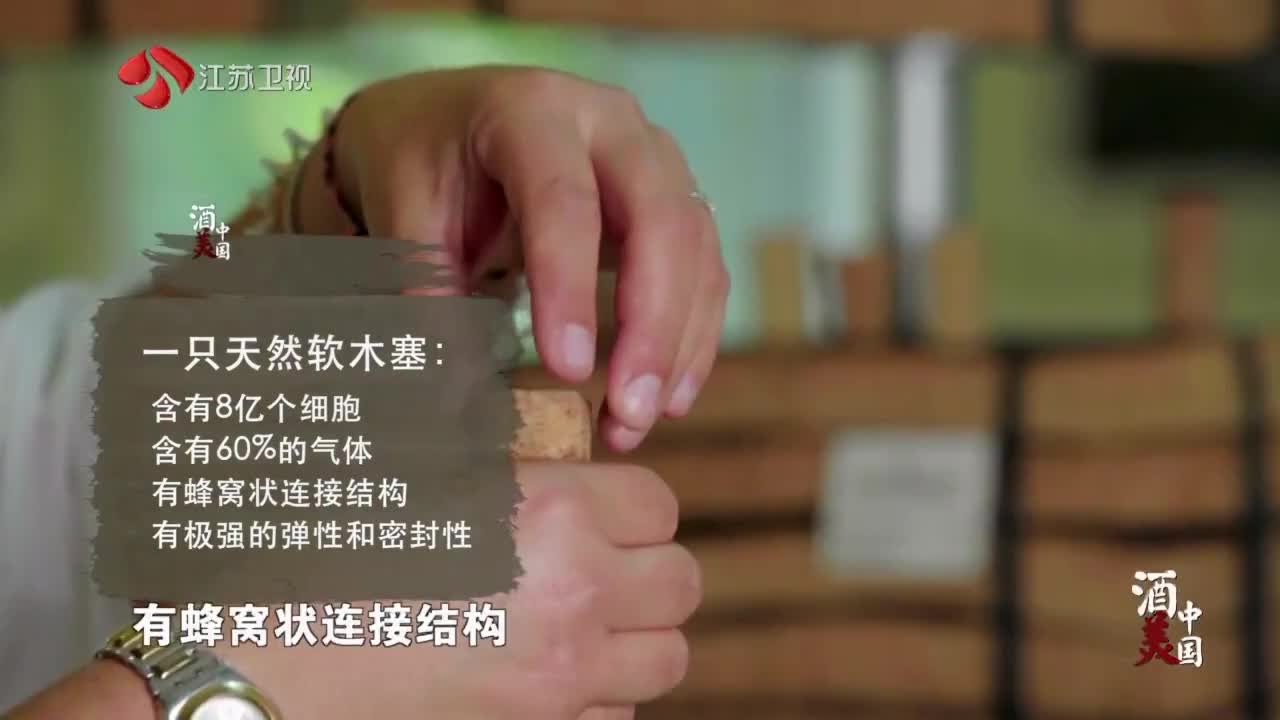 江苏卫视
酒美中国
一只天然软木塞:
含有8亿个细胞
含有60%的气体
有蜂窝状连接结构
有极强的弹性和密封性
有蜂窝状连接结构
酒美中国